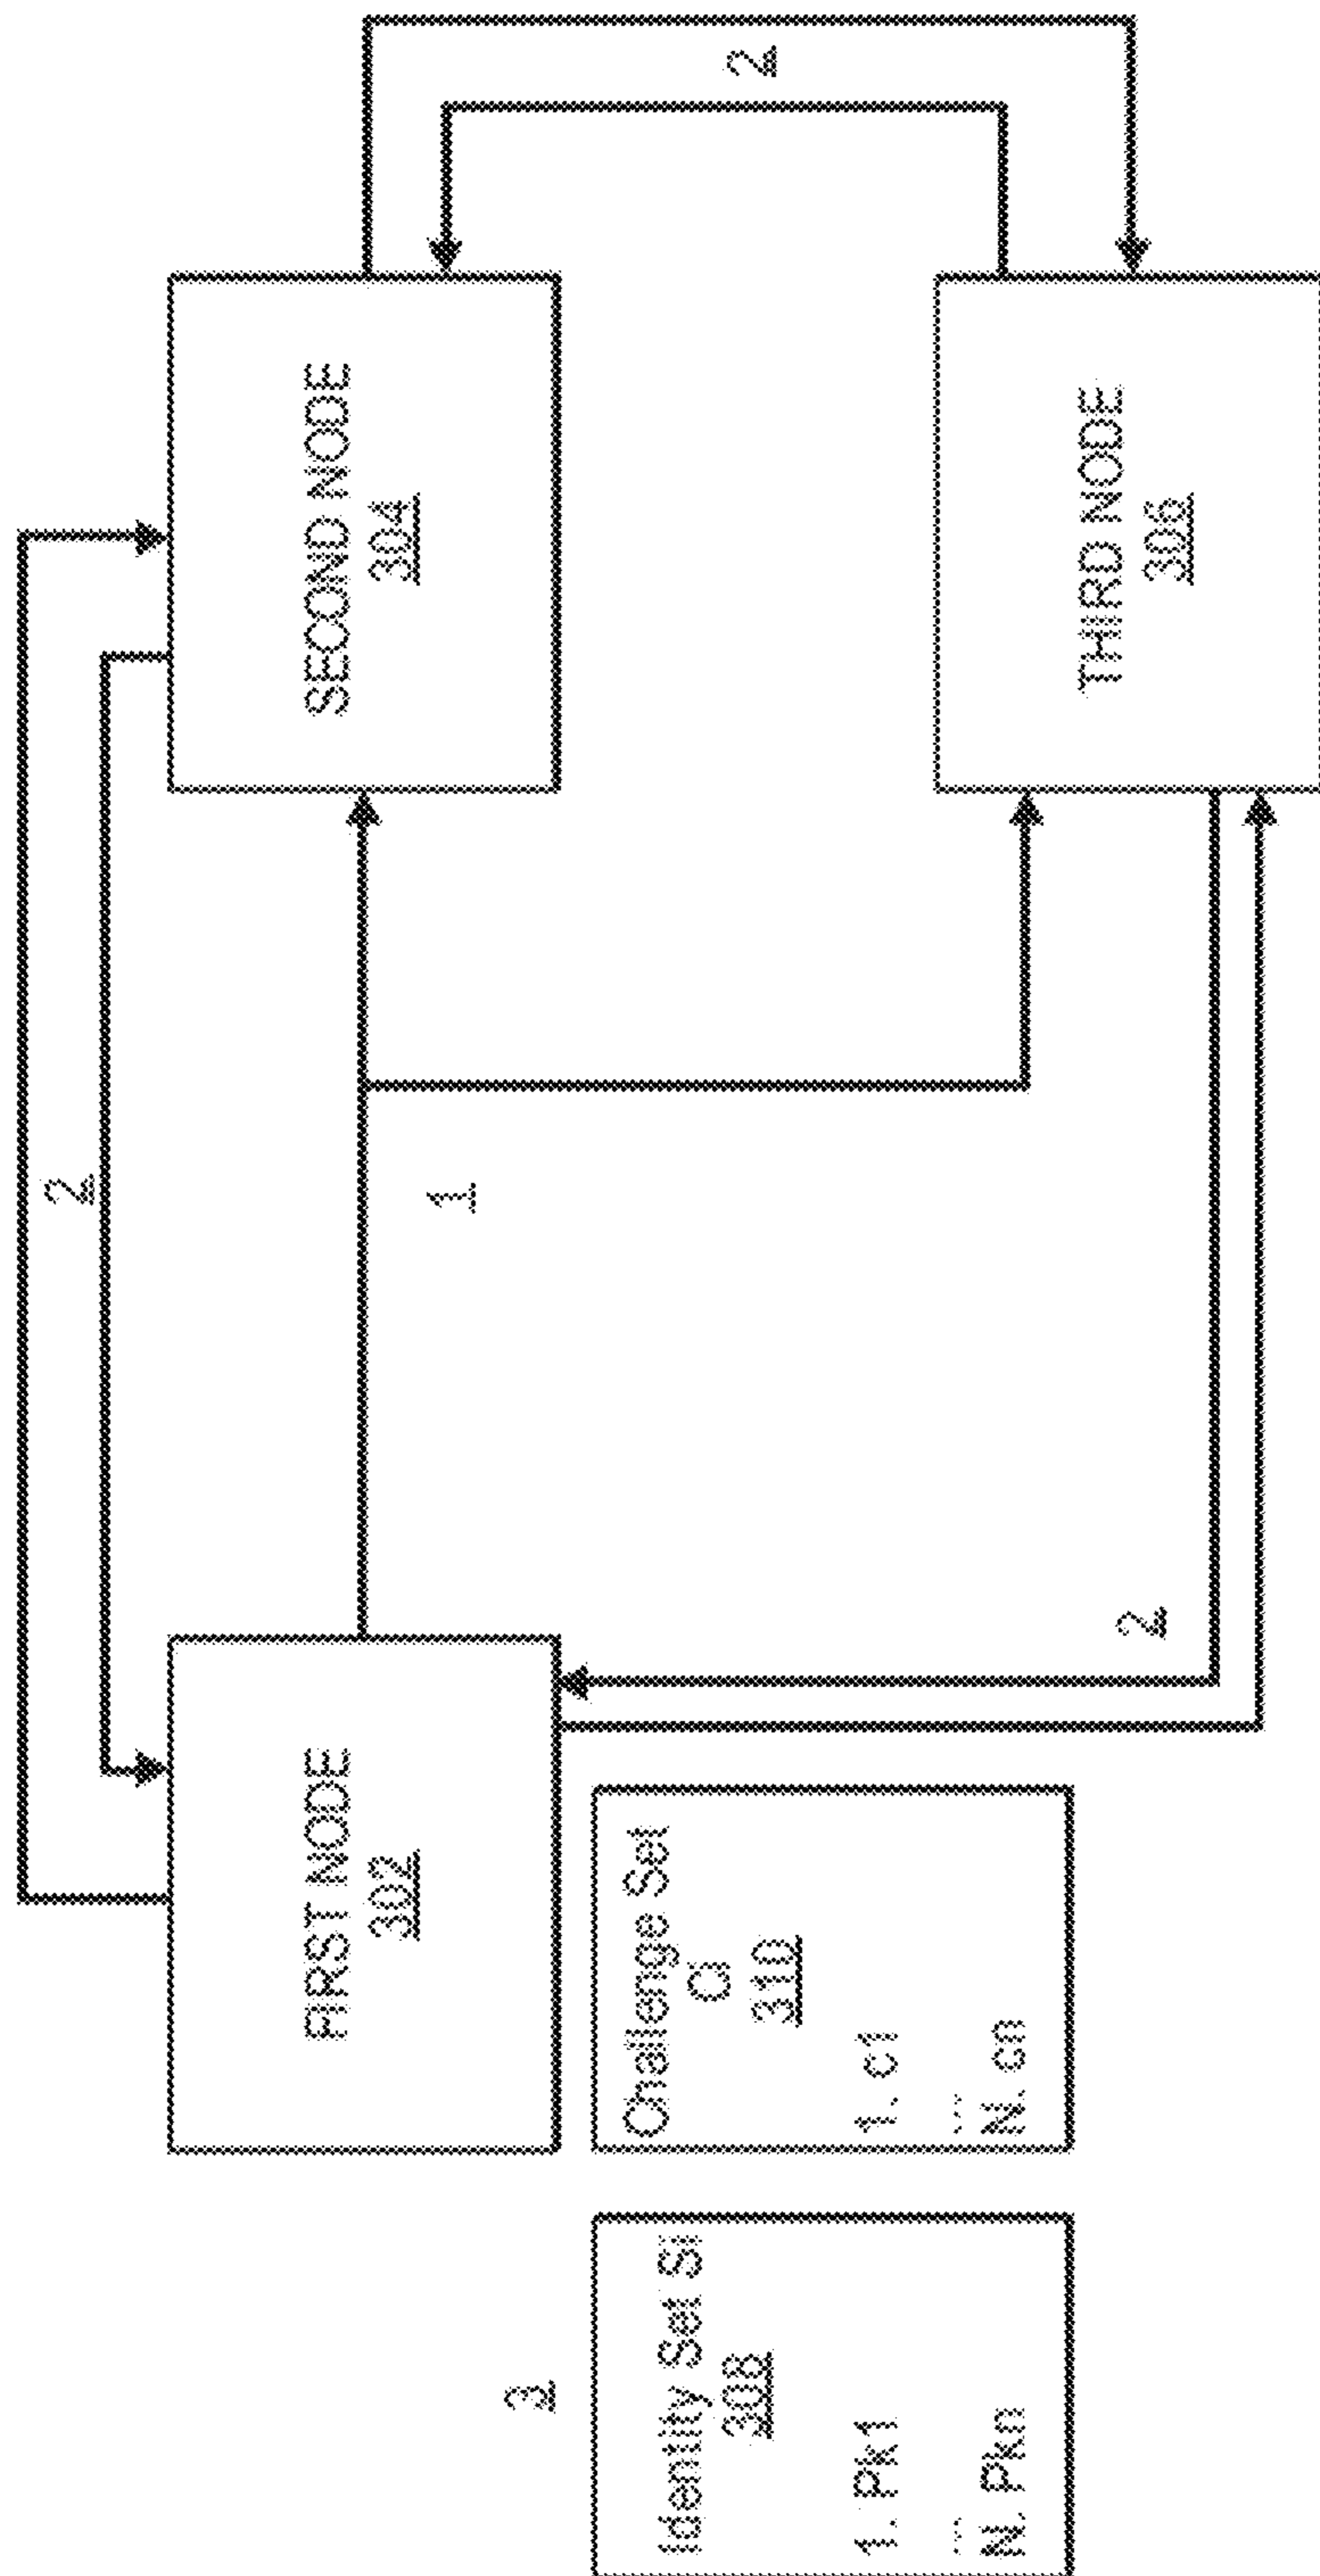 2
2
1
2
3
FIRST NODE
302
SECOND NODE
304
THIRD NODE
306
Identity Set Si
308
1. Pk1
...
N. Pkn
Challenge Set
Ci
310
1. c1
...
N. cn